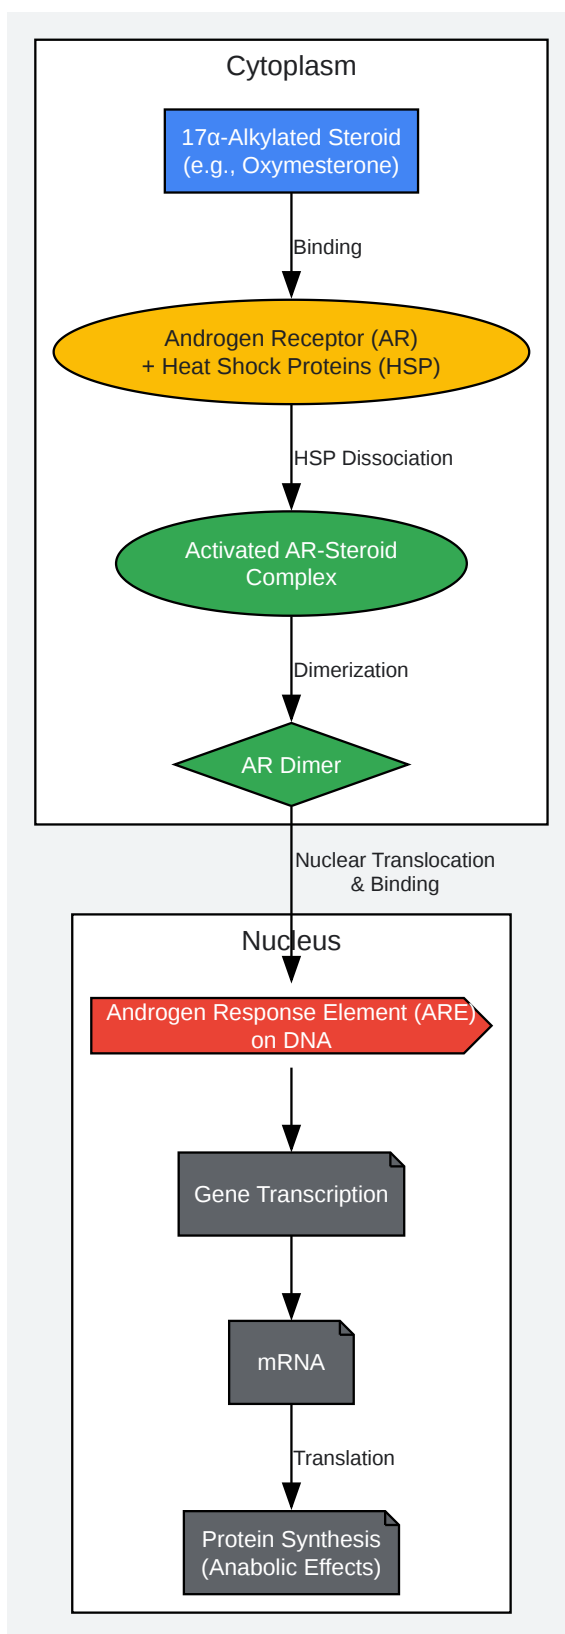 Cytoplasm
17α-Alkylated Steroid
(e.g., Oxymesterone)
Binding
Androgen Receptor (AR)
+ Heat Shock Proteins (HSP)
HSP Dissociation
Activated AR-Steroid
Complex
Dimerization
AR Dimer
Nuclear Translocation
& Binding
Nucleus
Androgen Response Element (ARE)
on DNA
Gene Transcription
mRNA
Translation
Protein Synthesis
(Anabolic Effects)